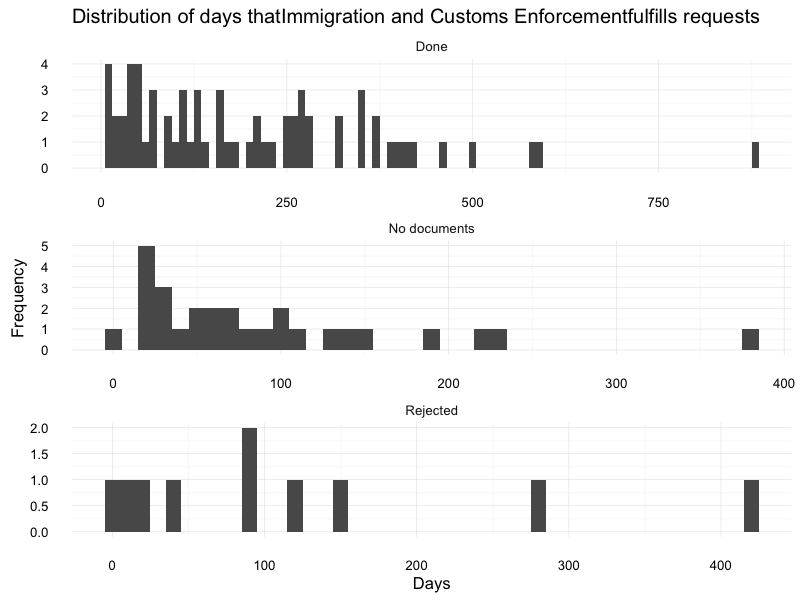 Distribution of days thatImmigration and Customs Enforcementfulfills requests
Done
4
3
2
1
0
0 250 500 750
No documents
5
4
3
2
1
0
0 100 200 300 400
Frequency
Rejected
2.0
1.5
1.0
0.5
0.0
0 100 200 300 400
Days